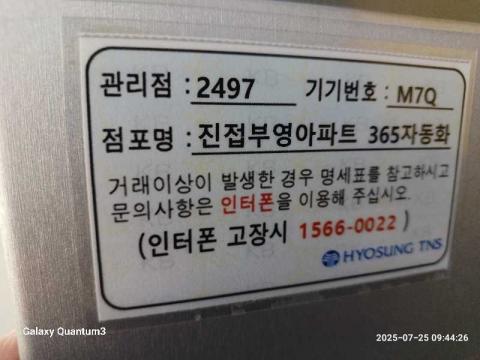 관리점 : 2497 기기번호 : M7Q
점포명 : 진접부영아파트 365자동화
거래이상이 발생한 경우 명세표를 참고하시고
문의사항은 인터폰을 이용해 주십시오.
(인터폰 고장시 1566-0022 )
HYOSUNG TNS
Galaxy Quantum3
2025-07-25 09:44:26